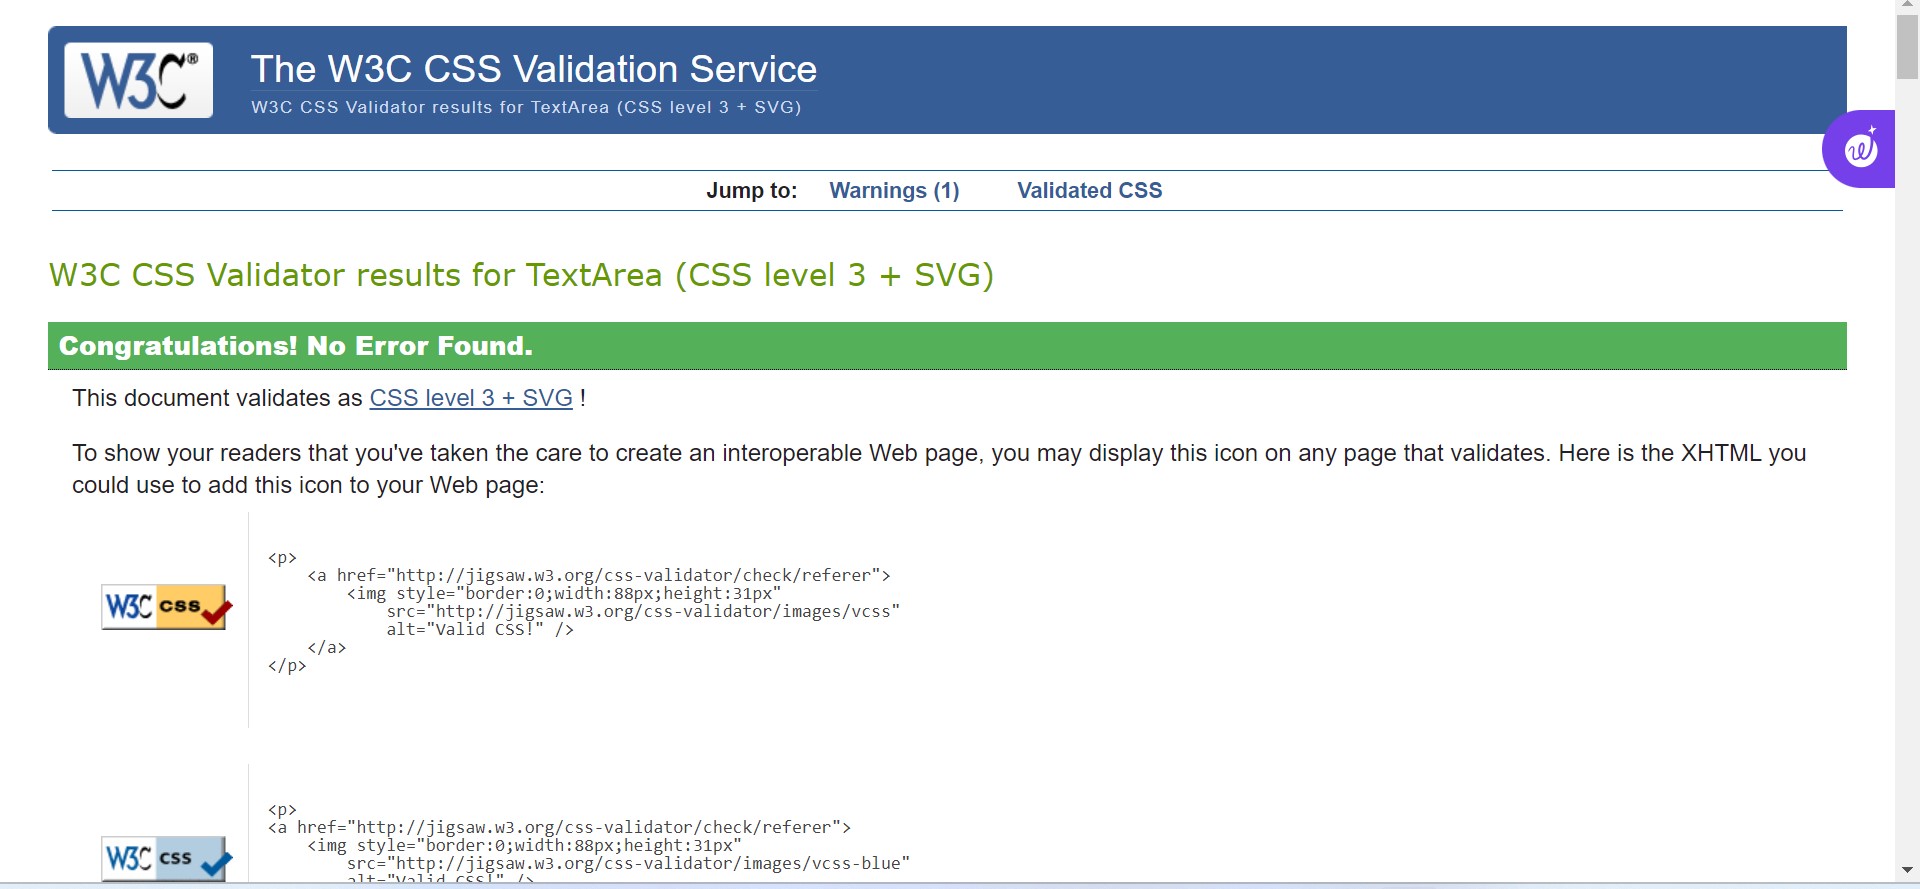 W3C®
The W3C CSS Validation Service
W3C CSS Validator results for TextArea (CSS level 3 + SVG)
Jump to: Warnings (1) Validated CSS
W3C CSS Validator results for TextArea (CSS level 3 + SVG)
Congratulations! No Error Found.
This document validates as CSS level 3 + SVG !
To show your readers that you've taken the care to create an interoperable Web page, you may display this icon on any page that validates. Here is the XHTML you
could use to add this icon to your Web page:
W3C css
<p>
    <a href="http://jigsaw.w3.org/css-validator/check/referer">
        <img style="border:0;width:88px;height:31px"
            src="http://jigsaw.w3.org/css-validator/images/vcss"
            alt="Valid CSS!" />
    </a>
</p>
W3C css
<p>
<a href="http://jigsaw.w3.org/css-validator/check/referer">
    <img style="border:0;width:88px;height:31px"
        src="http://jigsaw.w3.org/css-validator/images/vcss-blue"
        alt="Valid CSS!" />